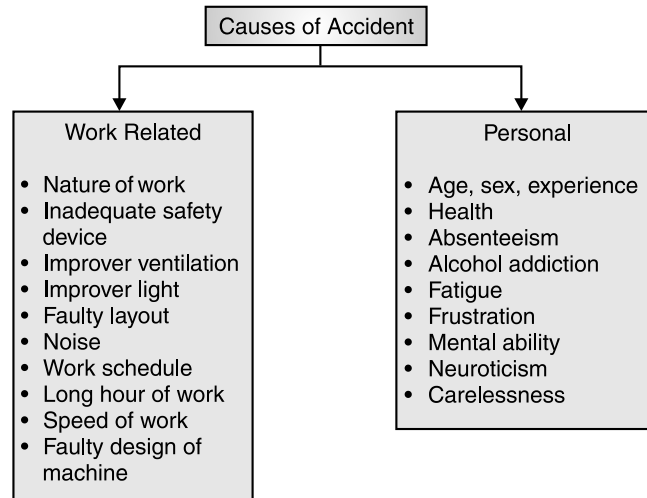 Causes of Accident
Work Related
• Nature of work
• Inadequate safety
device
• Improver ventilation
• Improver light
• Faulty layout
• Noise
• Work schedule
• Long hour of work
• Speed of work
• Faulty design of
machine
Personal
• Age, sex, experience
• Health
• Absenteeism
• Alcohol addiction
• Fatigue
• Frustration
• Mental ability
• Neuroticism
• Carelessness